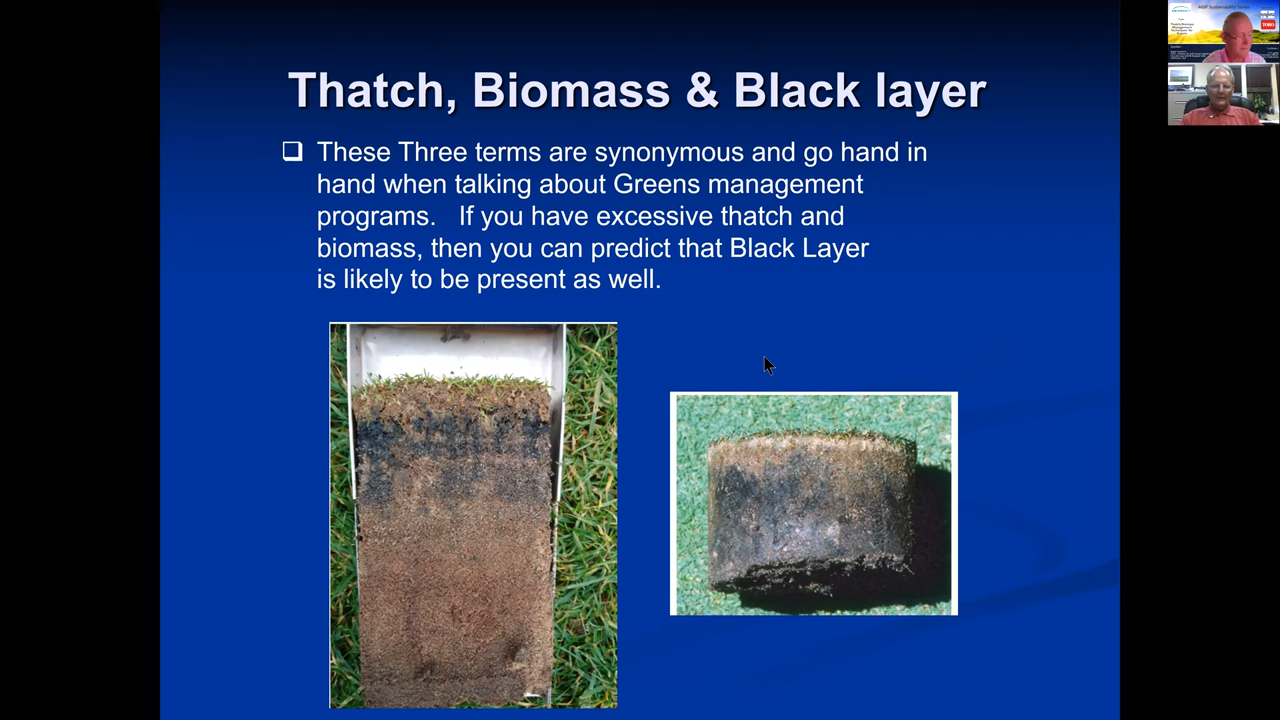 Thatch, Biomass & Black layer
These Three terms are synonymous and go hand in
hand when talking about Greens management
programs. If you have excessive thatch and
biomass, then you can predict that Black Layer
is likely to be present as well.
TORO